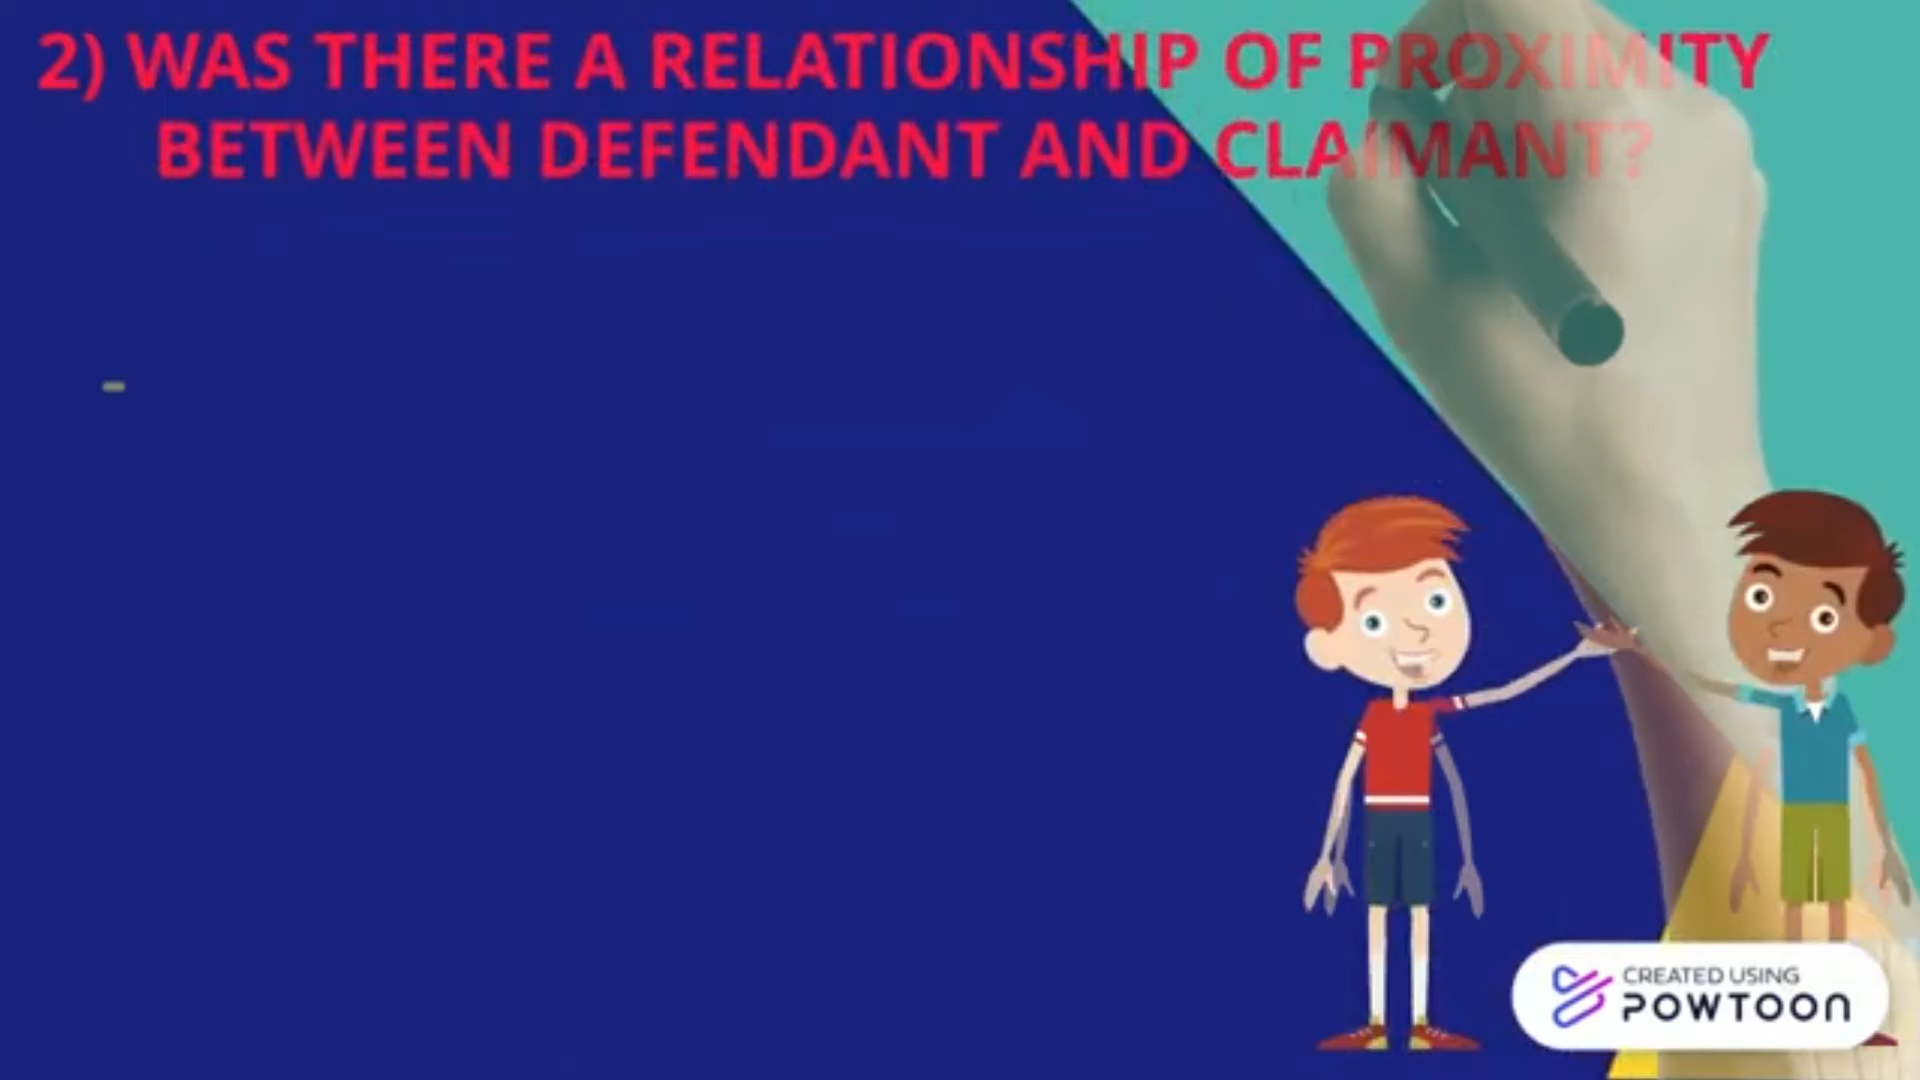 2) WAS THERE A RELATIONSHIP OF PROXIMITY
BETWEEN DEFENDANT AND CLAIMANT?
-
CREATED USING
POWTOON